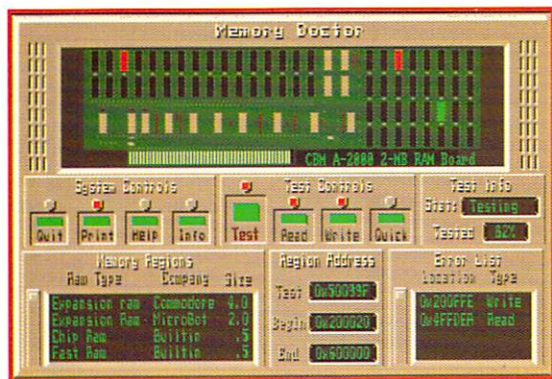 Memory Doctor
CBM A-2000 2-MB RAM Board
System Controls
Quit Print Help Info
Test Controls
Test Read Write Quick
Test Info
Stat: Testing
Tested 82%
Memory Regions
Ram Type Company Size
Expansion ram Commodore 4.0
Expansion Ram MicroBot 2.0
Chip Ram Builtin .5
Fast Ram Builtin .5
Region Address
Test 0x50039F
Begin 0x200020
End 0x600000
Error List
Location Type
0x200FFE Write
0x4FFDEA Read